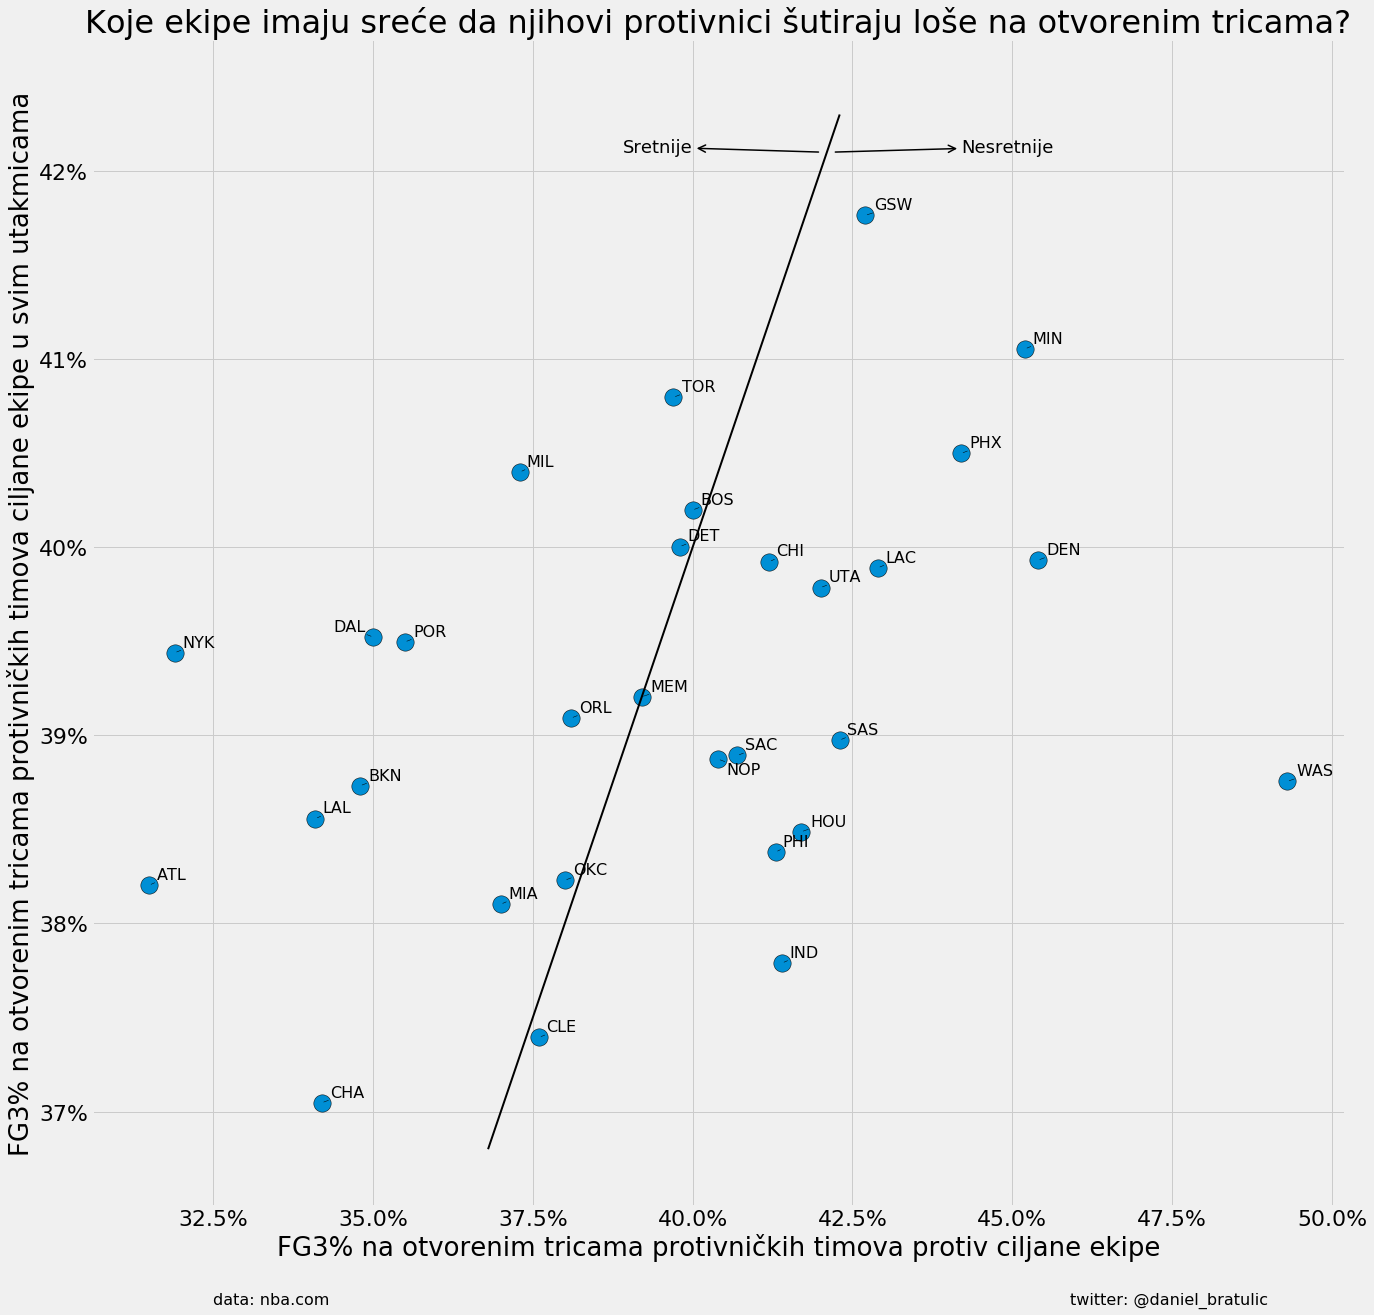 Koje ekipe imaju sreće da njihovi protivnici šutiraju loše na otvorenim tricama?
FG3% na otvorenim tricama protivničkih timova ciljane ekipe u svim utakmicama
Sretnije
Nesretnije
42%
GSW
MIN
41%
TOR
PHX
MIL
BOS
DET
40%
CHI
DEN
LAC
UTA
DAL
POR
NYK
MEM
ORL
SAS
39%
SAC
NOP
WAS
BKN
LAL
HOU
PHI
OKC
ATL
MIA
38%
IND
CLE
CHA
37%
32.5%
35.0%
37.5%
40.0%
42.5%
45.0%
47.5%
50.0%
FG3% na otvorenim tricama protivničkih timova protiv ciljane ekipe
data: nba.com
twitter: @daniel_bratulic